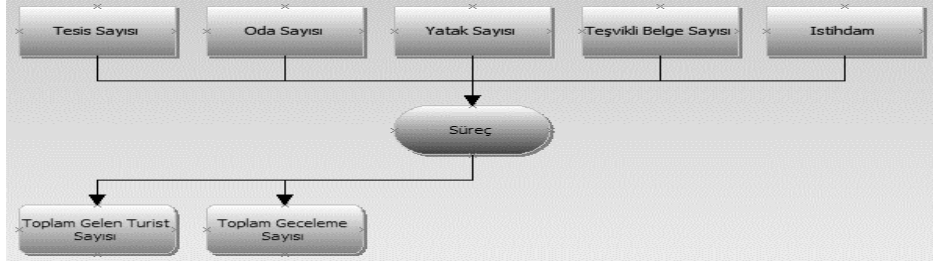 Tesis Sayısı
Oda Sayısı
Yatak Sayısı
Teşvikli Belge Sayısı
Istihdam
Süreç
Toplam Gelen Turist
Sayısı
Toplam Geceleme
Sayısı